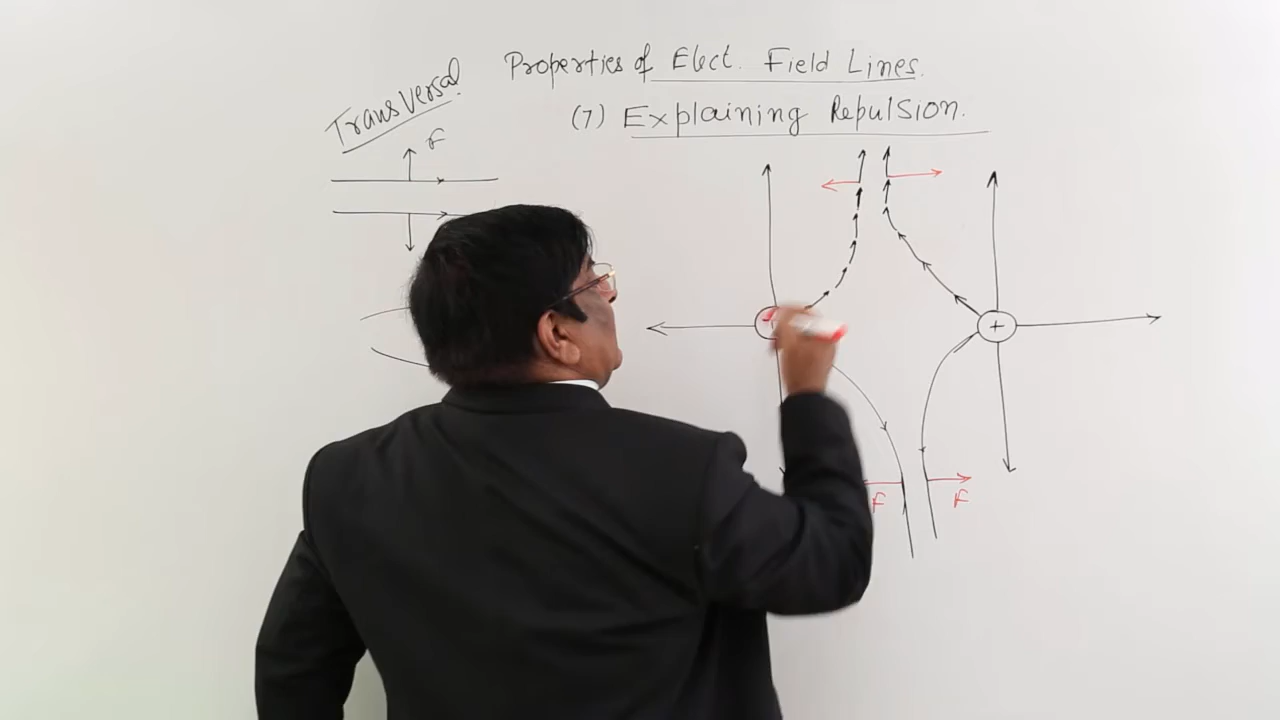 Properties of Elect. Field Lines.
(7) Explaining Repulsion.
Transversal
F
+
+
F F